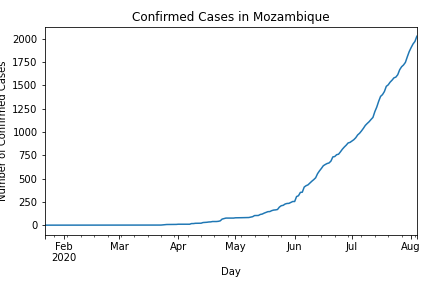 Confirmed Cases in Mozambique
Number of Confirmed Cases
2000
1750
1500
1250
1000
750
500
250
0
Feb Mar Apr May Jun Jul Aug
2020
Day